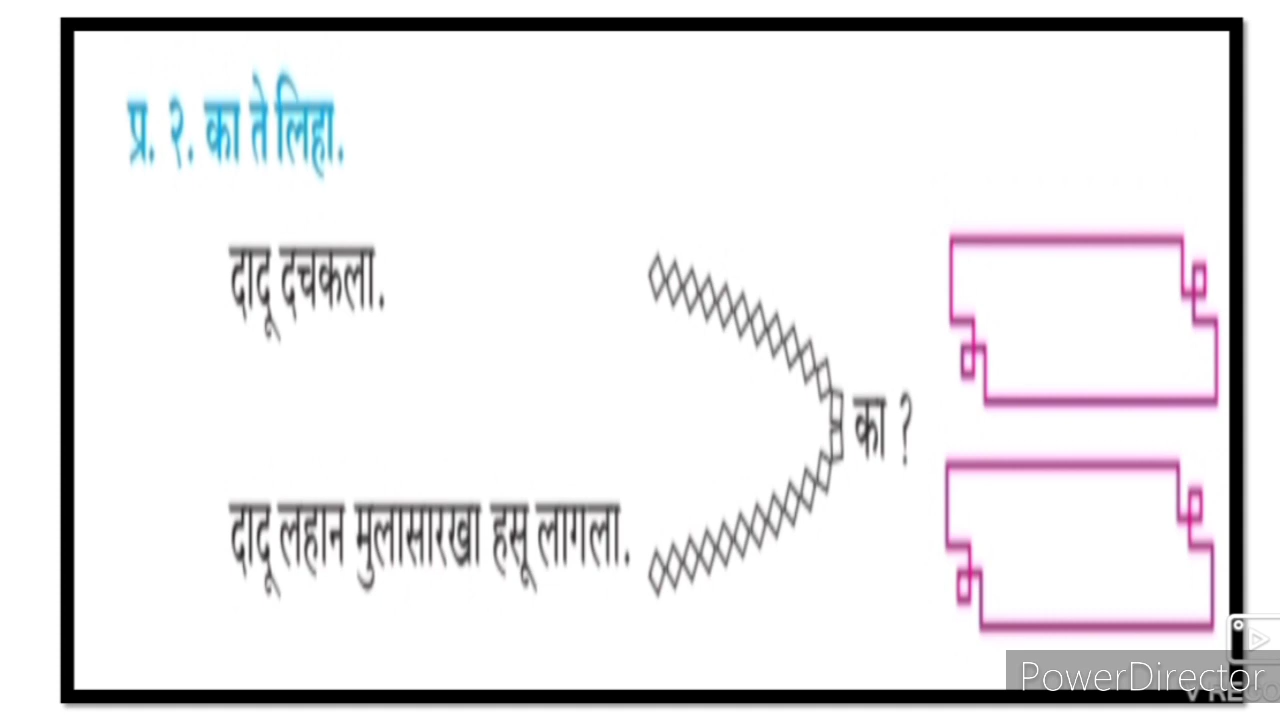 प्र. २. का ते लिहा.
दादू दचकला.
का ?
दादू लहान मुलासारखा हसू लागला.
PowerDirector